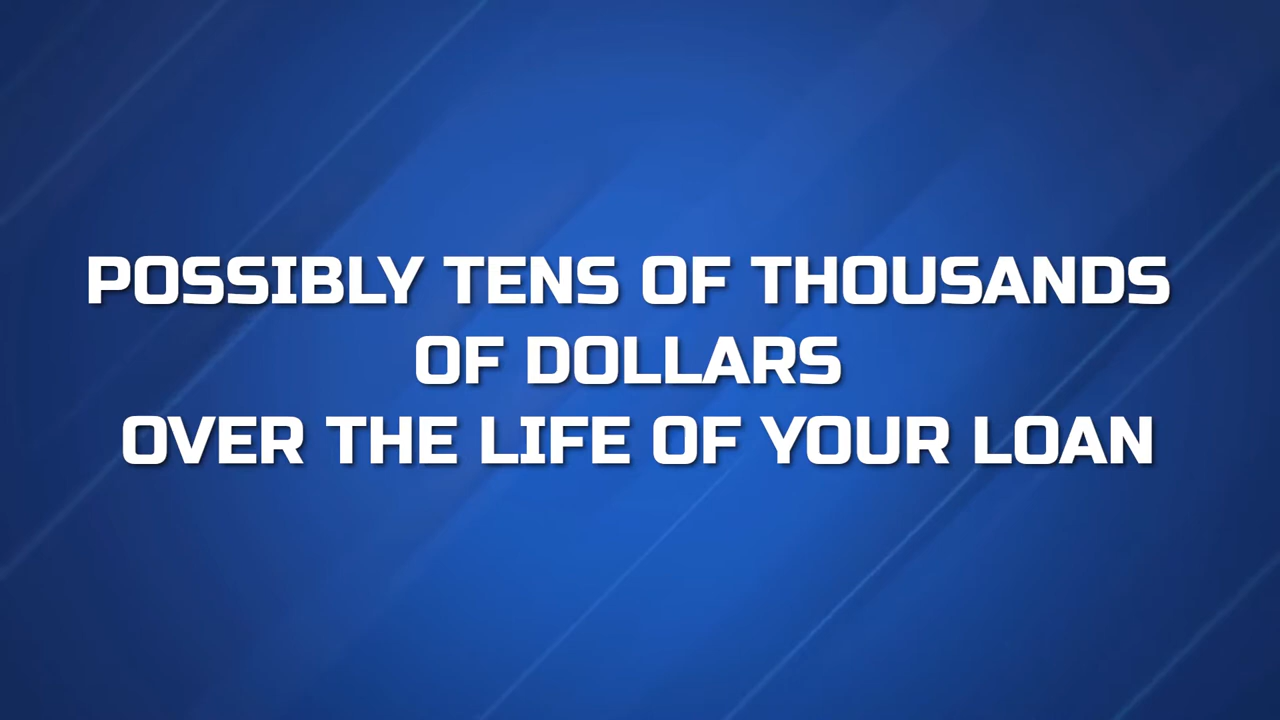 POSSIBLY TENS OF THOUSANDS
OF DOLLARS
OVER THE LIFE OF YOUR LOAN